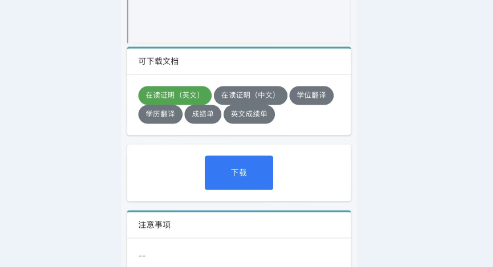 可下载文档
在读证明（英文） 在读证明（中文） 学位翻译
学历翻译 成绩单 英文成绩单
下载
注意事项
--